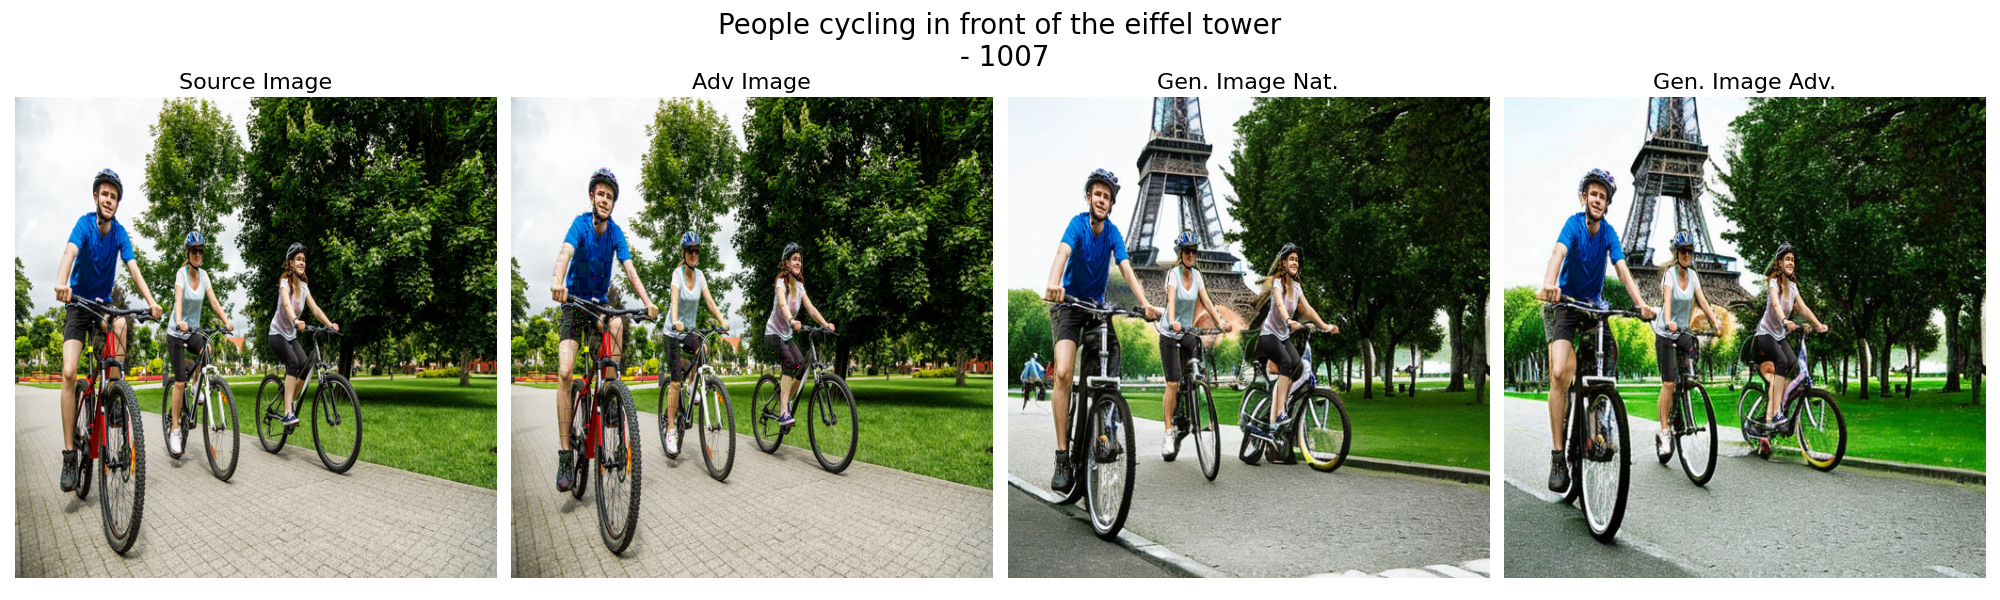 People cycling in front of the eiffel tower
- 1007
Source Image
Adv Image
Gen. Image Nat.
Gen. Image Adv.